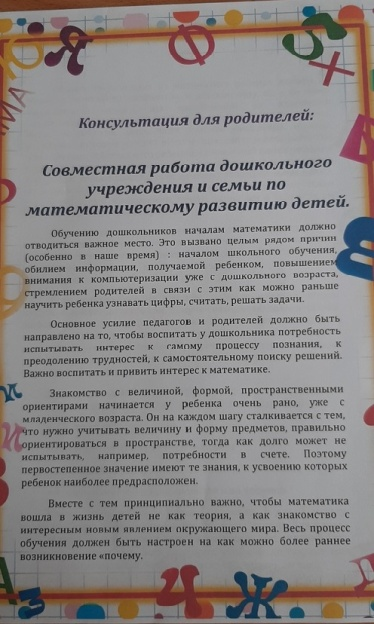 Консультация для родителей:
Совместная работа дошкольного
учреждения и семьи по
математическому развитию детей.
Обучению дошкольников началам математики должно
отводиться важное место. Это вызвано целым рядом причин
(особенно в наше время) : началом школьного обучения,
обилием информации, получаемой ребенком, повышением
внимания к компьютеризации уже с дошкольного возраста,
стремлением родителей в связи с этим как можно раньше
научить ребенка узнавать цифры, считать, решать задачи.
Основное усилие педагогов и родителей должно быть
направлено на то, чтобы воспитать у дошкольника потребность
испытывать интерес к самому процессу познания, к
преодолению трудностей, к самостоятельному поиску решений.
Важно воспитать и привить интерес к математике.
Знакомство с величиной, формой, пространственными
ориентирами начинается у ребенка очень рано, уже с
младенческого возраста. Он на каждом шагу сталкивается с тем,
что нужно учитывать величину и форму предметов, правильно
ориентироваться в пространстве, тогда как долго может не
испытывать, например, потребности в счете. Поэтому
первостепенное значение имеют те знания, к усвоению которых
ребенок наиболее предрасположен.
Вместе с тем принципиально важно, чтобы математика
вошла в жизнь детей не как теория, а как знакомство с
интересным новым явлением окружающего мира. Весь процесс
обучения должен быть настроен на как можно более раннее
возникновение «почему.